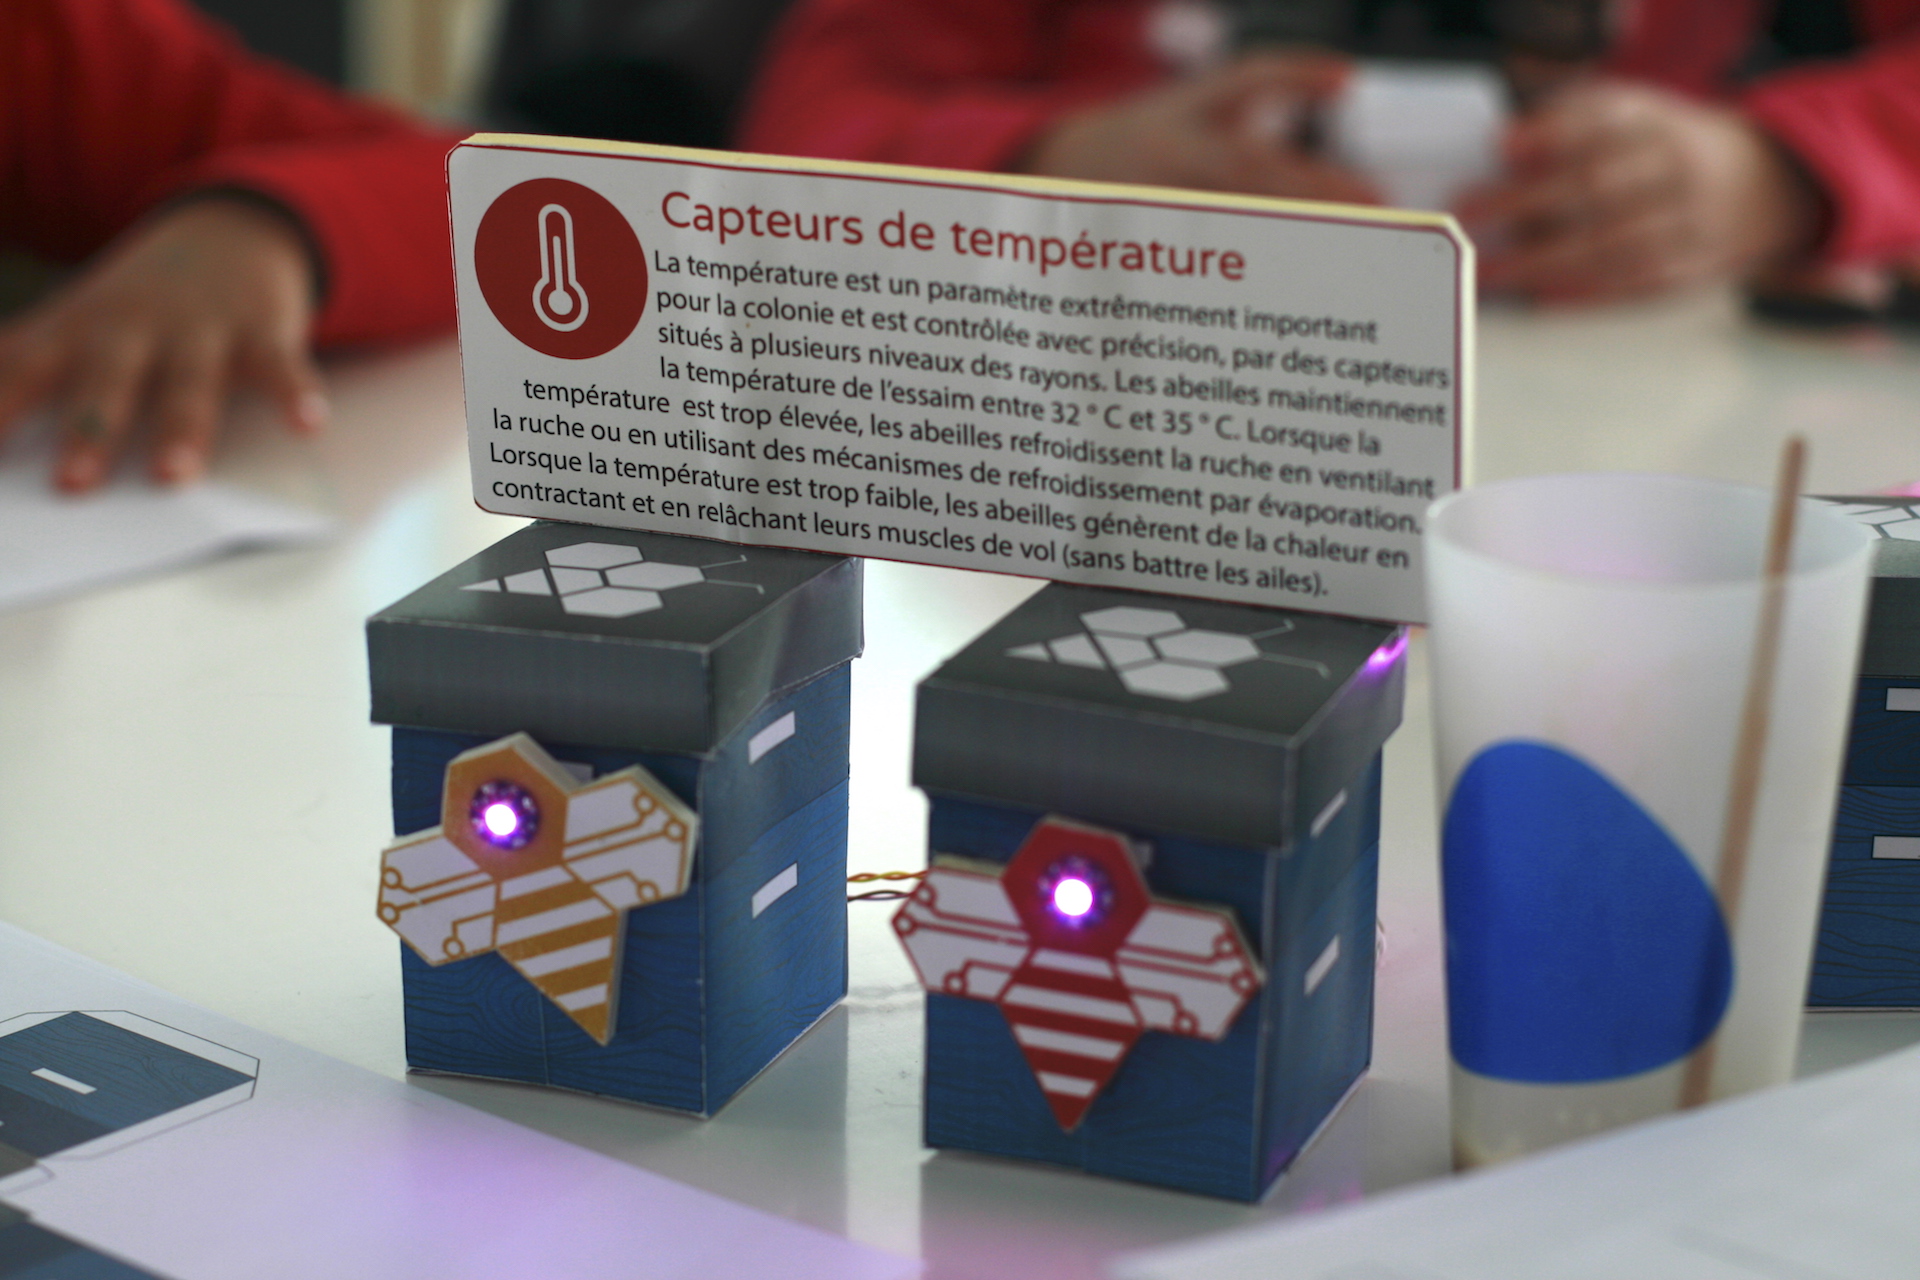 Capteurs de température
La température est un paramètre extrêmement important
pour la colonie et est contrôlée avec précision, par des capteurs
situés à plusieurs niveaux des rayons. Les abeilles maintiennent
la température de l'essaim entre 32 ° C et 35 ° C. Lorsque la
température est trop élevée, les abeilles refroidissent la ruche en ventilant
la ruche ou en utilisant des mécanismes de refroidissement par évaporation.
Lorsque la température est trop faible, les abeilles génèrent de la chaleur en
contractant et en relâchant leurs muscles de vol (sans battre les ailes).